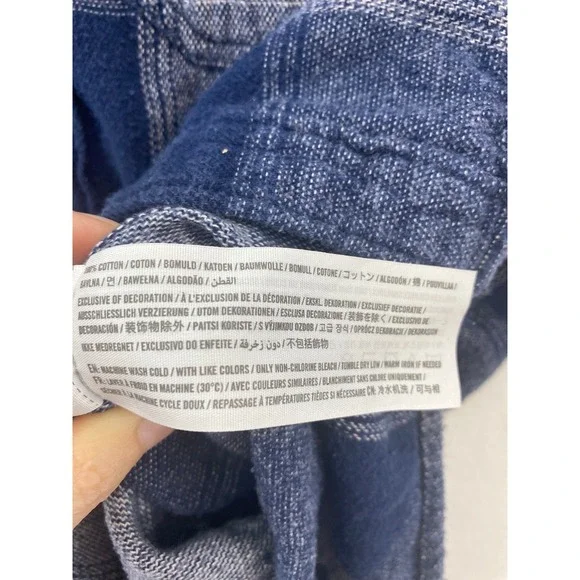 100% COTTON / COTON / BOMULD / KATOEN / BAUMWOLLE / BOMULL / COTONE / コットン / ALGODÓN / 棉 / PUUVILLAA /
BAVLNA / 면 / BAWEŁNA / ALGODÃO / القطن
EXCLUSIVE OF DECORATION / À L'EXCLUSION DE LA DÉCORATION / EKSKL. DEKORATION / EXCLUSIEF DECORATIE /
AUSSCHLIESSLICH VERZIERUNG / UTOM DEKORATIONEN / ESCLUSA DECORAZIONE / 装飾を除く / EXCLUSIVO DE
DECORACIÓN / 装饰物除外 / PAITSI KORISTE / S VÝJIMKOU OZDOB / 고급 장식 / OPRÓCZ DEKORACJI / DEKORASJON
IKKE MEDREGNET / EXCLUSIVO DO ENFEITE / دون زخرفة / 不包括飾物
EN: MACHINE WASH COLD / WITH LIKE COLORS / ONLY NON-CHLORINE BLEACH / TUMBLE DRY LOW / WARM IRON IF NEEDED
FR: LAVER À FROID EN MACHINE (30°C) / AVEC COULEURS SIMILAIRES / BLANCHIMENT SANS CHLORE UNIQUEMENT /
SÉCHER À LA MACHINE CYCLE DOUX / REPASSAGE À TEMPÉRATURES TIÈDES SI NÉCESSAIRE CN: 冷水机洗 / 可与相